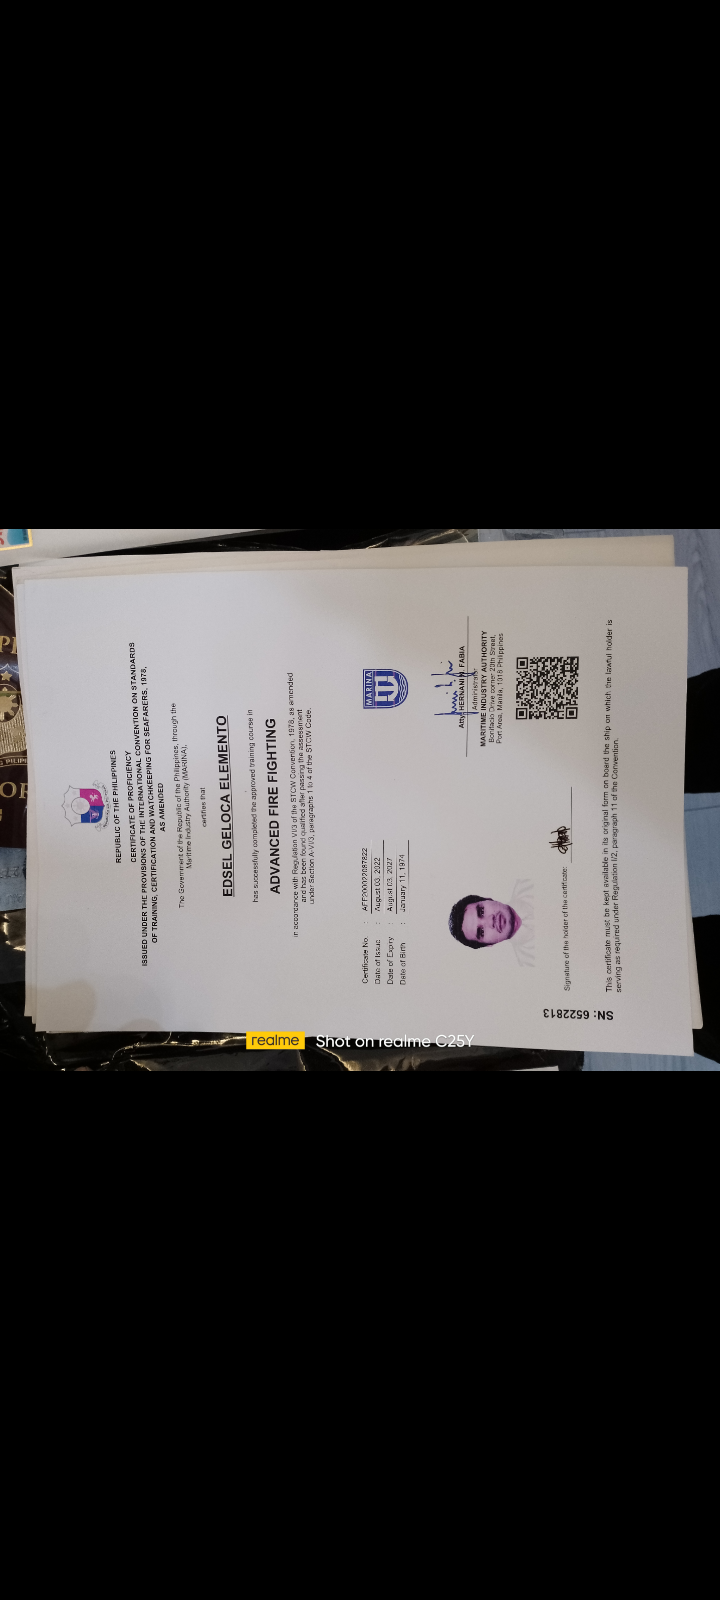 REPUBLIC OF THE PHILIPPINES
CERTIFICATE OF PROFICIENCY
ISSUED UNDER THE PROVISIONS OF THE INTERNATIONAL CONVENTION ON STANDARDS
OF TRAINING, CERTIFICATION AND WATCHKEEPING FOR SEAFARERS, 1978,
AS AMENDED
The Government of the Republic of the Philippines, through the
Maritime Industry Authority (MARINA),
certifies that
EDSEL GELOCA ELEMENTO
has successfully completed the approved training course in
ADVANCED FIRE FIGHTING
in accordance with Regulation VI/3 of the STCW Convention, 1978, as amended
and has been found qualified after passing the assessment
under Section A-VI/3, paragraphs 1 to 4 of the STCW Code.
Certificate No. :
Date of Issue : August 03, 2022
Date of Expiry : August 03, 2027
Date of Birth : January 11, 1974
MARINA
Atty. HERNANI N. FABIA
Administrator
MARITIME INDUSTRY AUTHORITY
Bonifacio Drive corner 20th Street,
Port Area, Manila, 1018 Philippines
Signature of the holder of the certificate:
This certificate must be kept available in its original form on board the ship on which the lawful holder is
serving as required under Regulation I/2, paragraph 11 of the Convention.
SN: 6522813
realme Shot on realme C25Y